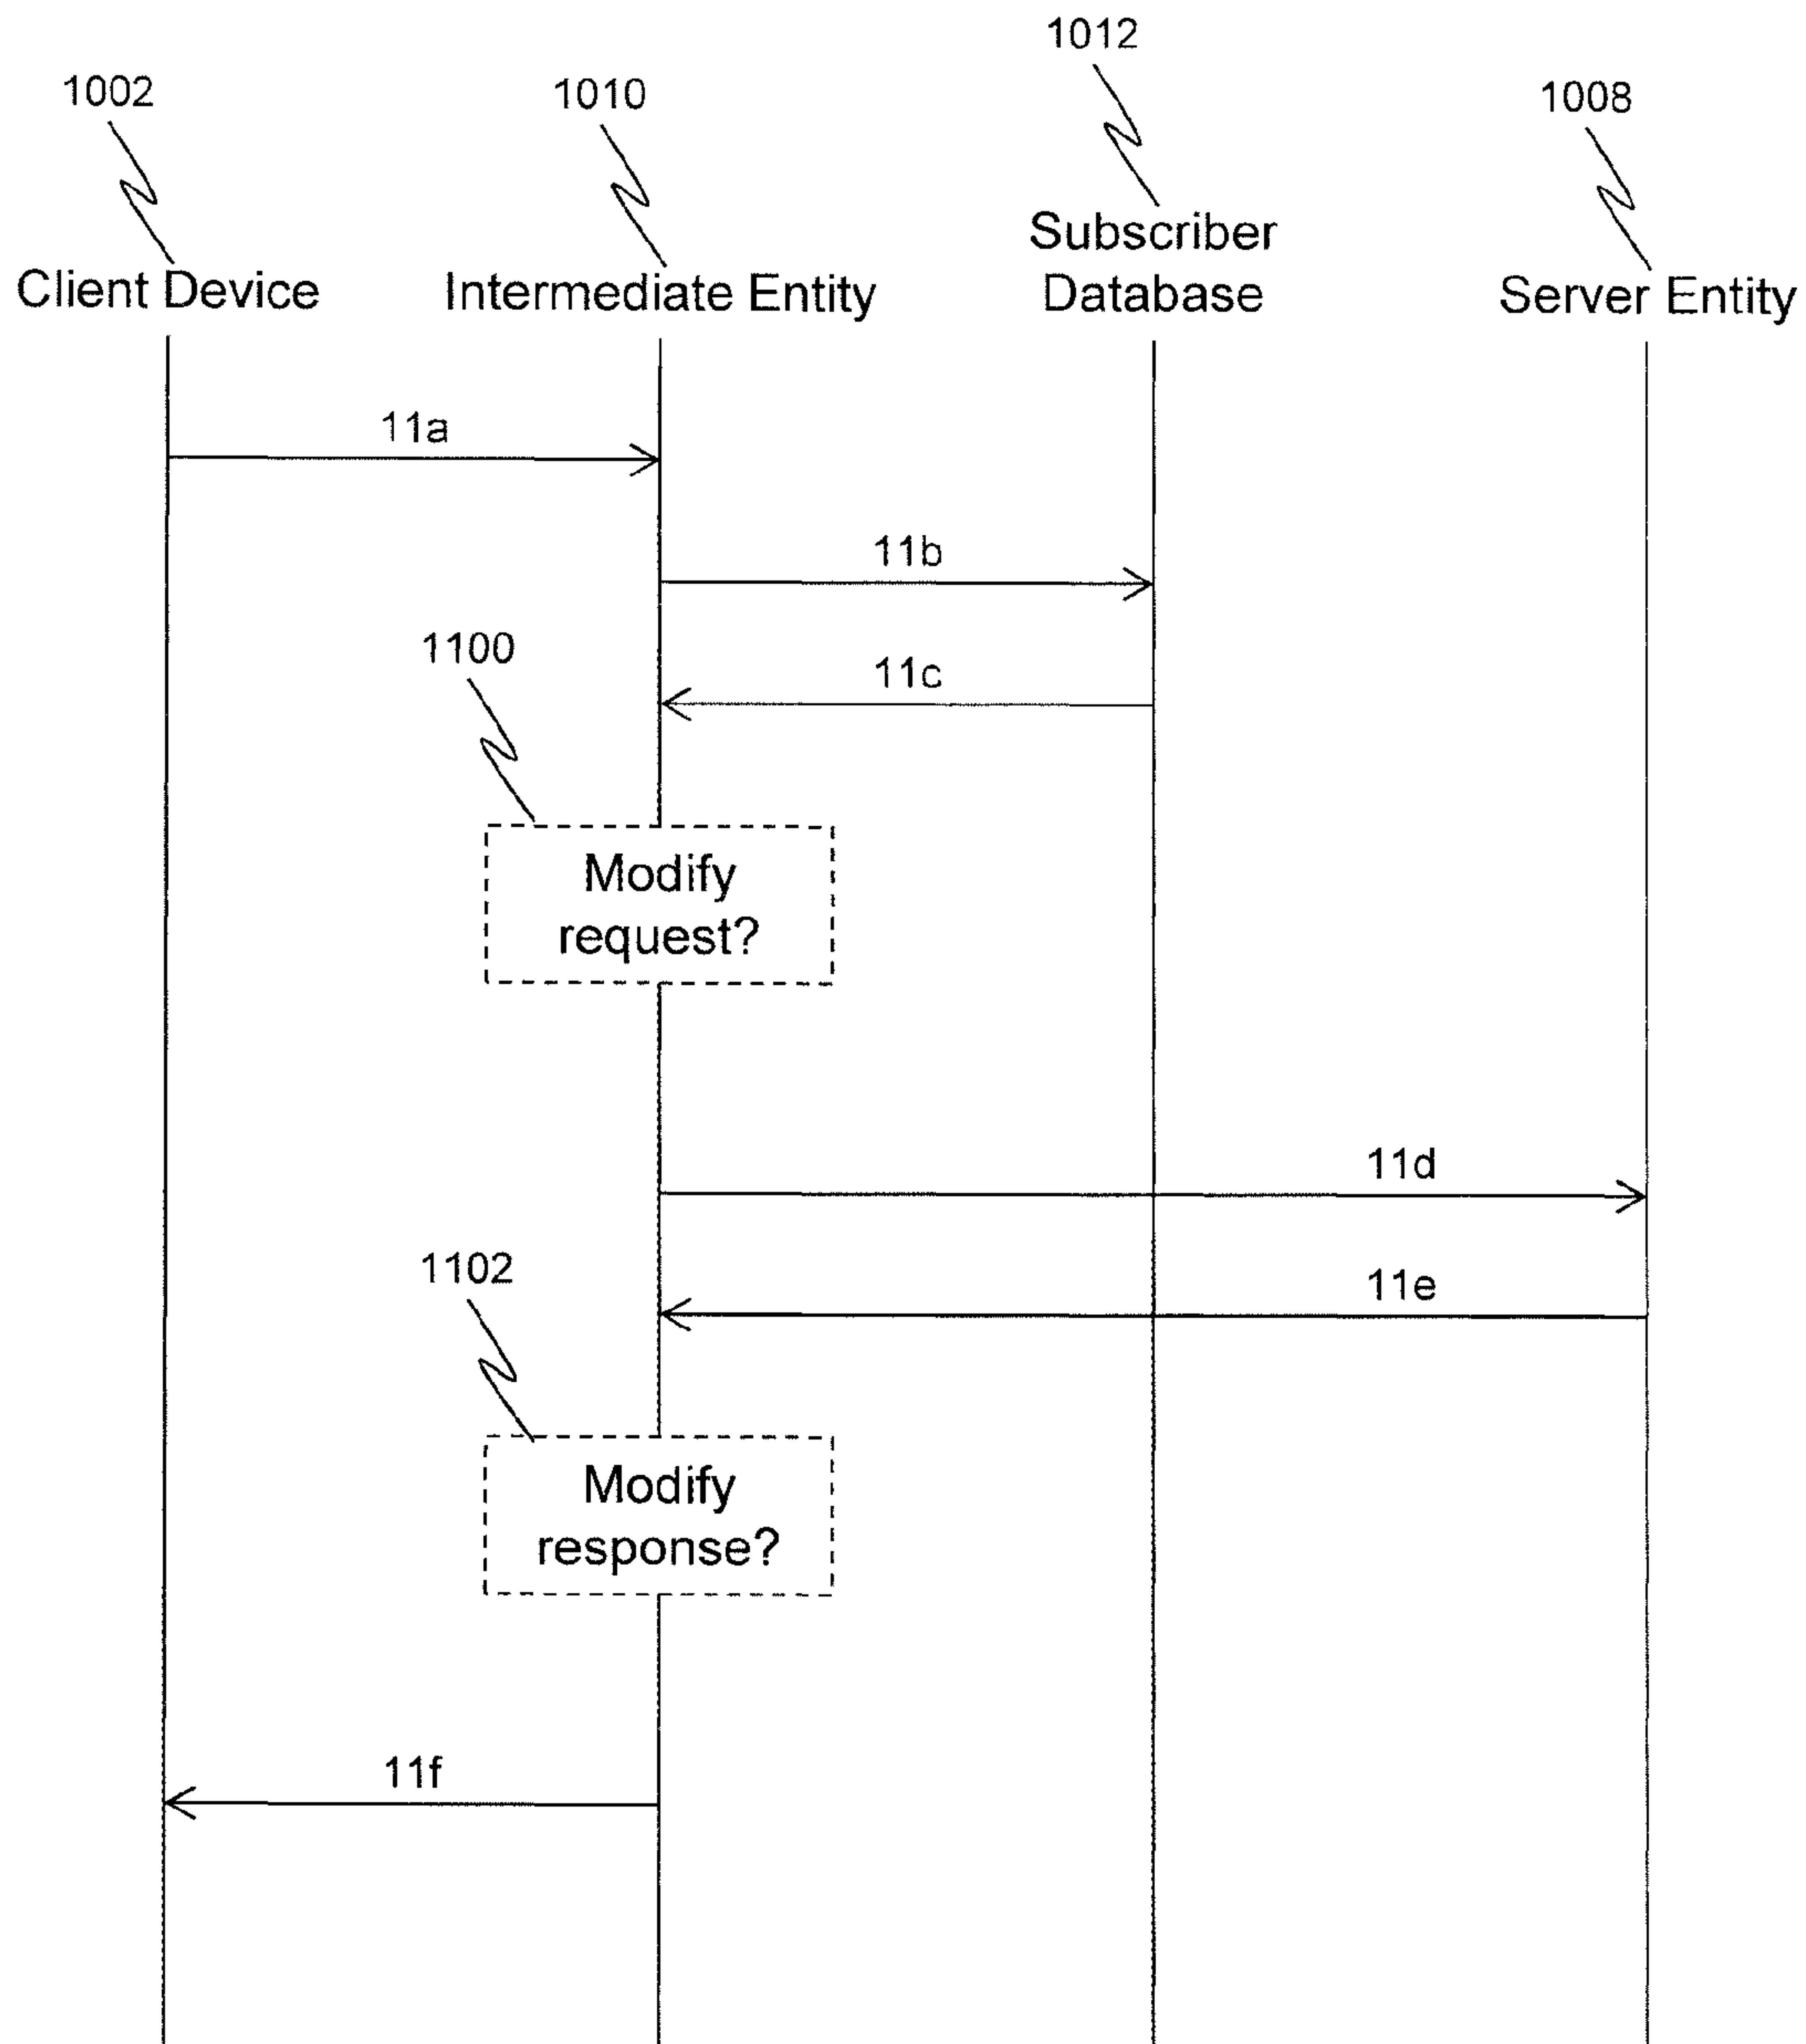 1012
1002
1010
1008
Subscriber
Database
Client Device
Intermediate Entity
Server Entity
11a
11b
1100
11c
Modify
request?
11d
1102
11e
Modify
response?
11f